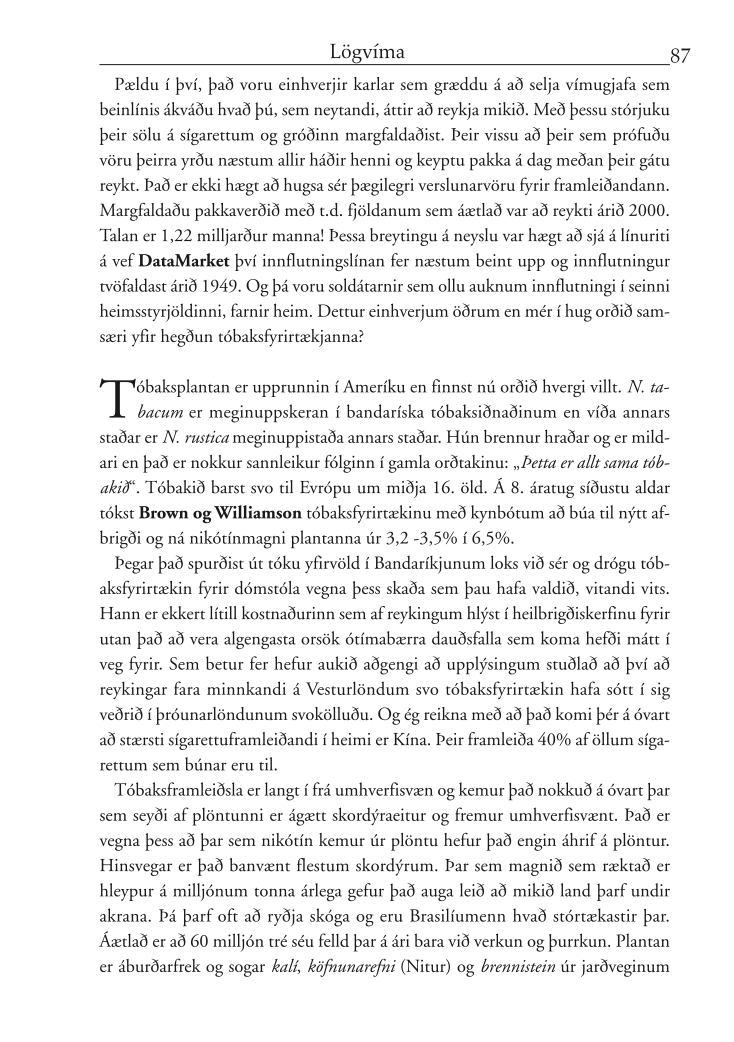 Lögvíma 87
Pældu í því, það voru einhverjir karlar sem græddu á að selja vímugjafa sem
beinlínis ákváðu hvað þú, sem neytandi, áttir að reykja mikið. Með þessu stórjuku
þeir sölu á sígarettum og gróðinn margfaldaðist. Þeir vissu að þeir sem prófuðu
vöru þeirra yrðu næstum allir háðir henni og keyptu pakka á dag meðan þeir gátu
reykt. Það er ekki hægt að hugsa sér þægilegri verslunarvöru fyrir framleiðandann.
Margfaldaðu pakkaverðið með t.d. fjöldanum sem áætlað var að reykti árið 2000.
Talan er 1,22 milljarður manna! Þessa breytingu á neyslu var hægt að sjá á línuriti
á vef DataMarket því innflutningslínan fer næstum beint upp og innflutningur
tvöfaldast árið 1949. Og þá voru soldátarnir sem ollu auknum innflutningi í seinni
heimsstyrjöldinni, farnir heim. Dettur einhverjum öðrum en mér í hug orðið sam-
særi yfir hegðun tóbaksfyrirtækjanna?
Tóbaksplantan er upprunnin í Ameríku en finnst nú orðið hvergi villt. N. ta-
bacum er meginuppskeran í bandaríska tóbaksiðnaðinum en víða annars
staðar er N. rustica meginuppistaða annars staðar. Hún brennur hraðar og er mild-
ari en það er nokkur sannleikur fólginn í gamla orðtakinu: „Þetta er allt sama tób-
akið“. Tóbakið barst svo til Evrópu um miðja 16. öld. Á 8. áratug síðustu aldar
tókst Brown og Williamson tóbaksfyrirtækinu með kynbótum að búa til nýtt af-
brigði og ná nikótínmagni plantanna úr 3,2 -3,5% í 6,5%.
Þegar það spurðist út tóku yfirvöld í Bandaríkjunum loks við sér og drógu tób-
aksfyrirtækin fyrir dómstóla vegna þess skaða sem þau hafa valdið, vitandi vits.
Hann er ekkert lítill kostnaðurinn sem af reykingum hlýst í heilbrigðiskerfinu fyrir
utan það að vera algengasta orsök ótímabærra dauðsfalla sem koma hefði mátt í
veg fyrir. Sem betur fer hefur aukið aðgengi að upplýsingum stuðlað að því að
reykingar fara minnkandi á Vesturlöndum svo tóbaksfyrirtækin hafa sótt í sig
veðrið í þróunarlöndunum svokölluðu. Og ég reikna með að það komi þér á óvart
að stærsti sígarettuframleiðandi í heimi er Kína. Þeir framleiða 40% af öllum síga-
rettum sem búnar eru til.
Tóbaksframleiðsla er langt í frá umhverfisvæn og kemur það nokkuð á óvart þar
sem seyði af plöntunni er ágætt skordýraeitur og fremur umhverfisvænt. Það er
vegna þess að þar sem nikótín kemur úr plöntu hefur það engin áhrif á plöntur.
Hinsvegar er það banvænt flestum skordýrum. Þar sem magnið sem ræktað er
hleypur á milljónum tonna árlega gefur það auga leið að mikið land þarf undir
akrana. Þá þarf oft að ryðja skóga og eru Brasilíumenn hvað stórtækastir þar.
Áætlað er að 60 milljón tré séu felld þar á ári bara við verkun og þurrkun. Plantan
er áburðarfrek og sogar kalí, köfnunarefni (Nitur) og brennistein úr jarðveginum